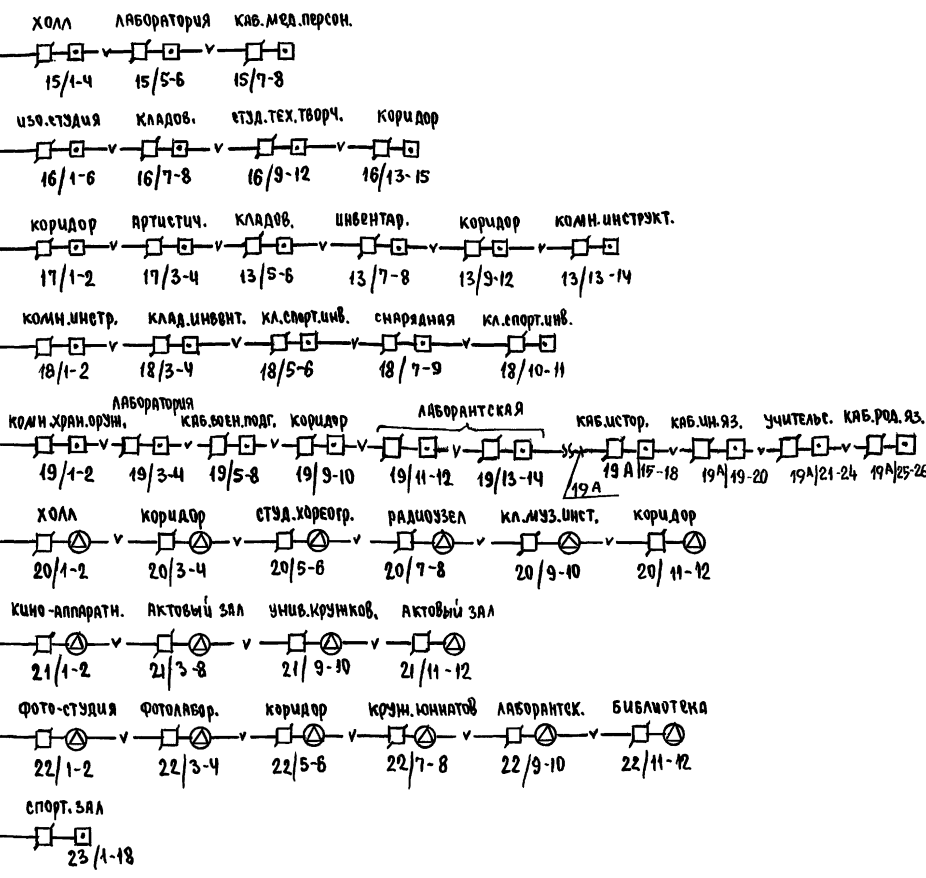 ХОЛЛ ЛАБОРАТОРИЯ КАБ.МЕД.ПЕРСОН.
15/1-4 15/5-6 15/7-8
ИЗО.СТУДИЯ КЛАДОВ. СТУД.ТЕХ.ТВОРЧ. КОРИДОР
16/1-6 16/7-8 16/9-12 16/13-15
КОРИДОР АРТИСТИЧ. КЛАДОВ. ИНВЕНТАР. КОРИДОР КОМН.ИНСТРУКТ.
17/1-2 17/3-4 13/5-6 13/7-8 13/9-12 13/13-14
КОМН.ИНСТР. КЛАД.ИНВЕНТ. КЛ.СПОРТ.ИНВ. СНАРЯДНАЯ КЛ.СПОРТ.ИНВ.
18/1-2 18/3-4 18/5-6 18/7-9 18/10-11
КОМН.ХРАН.ОРУЖ. ЛАБОРАТОРИЯ КАБ.ВОЕН.ПОДГ. КОРИДОР ЛАБОРАНТСКАЯ КАБ.ИСТОР. КАБ.ИН.ЯЗ. УЧИТЕЛЬС. КАБ.РОД.ЯЗ.
19/1-2 19/3-4 19/5-8 19/9-10 19/11-12 19/13-14 19А 19А/15-18 19А/19-20 19А/21-24 19А/25-26
ХОЛЛ КОРИДОР СТУД.ХОРЕОГР. РАДИОУЗЕЛ КЛ.МУЗ.ИНСТ. КОРИДОР
20/1-2 20/3-4 20/5-6 20/7-8 20/9-10 20/11-12
КИНО-АППАРАТН. АКТОВЫЙ ЗАЛ УНИВ.КРУЖКОВ. АКТОВЫЙ ЗАЛ
21/1-2 21/3-8 21/9-10 21/11-12
ФОТО-СТУДИЯ ФОТОЛАБОР. КОРИДОР КРУЖ.ЮННАТОВ ЛАБОРАНТСК. БИБЛИОТЕКА
22/1-2 22/3-4 22/5-6 22/7-8 22/9-10 22/11-12
СПОРТ.ЗАЛ
23/1-18